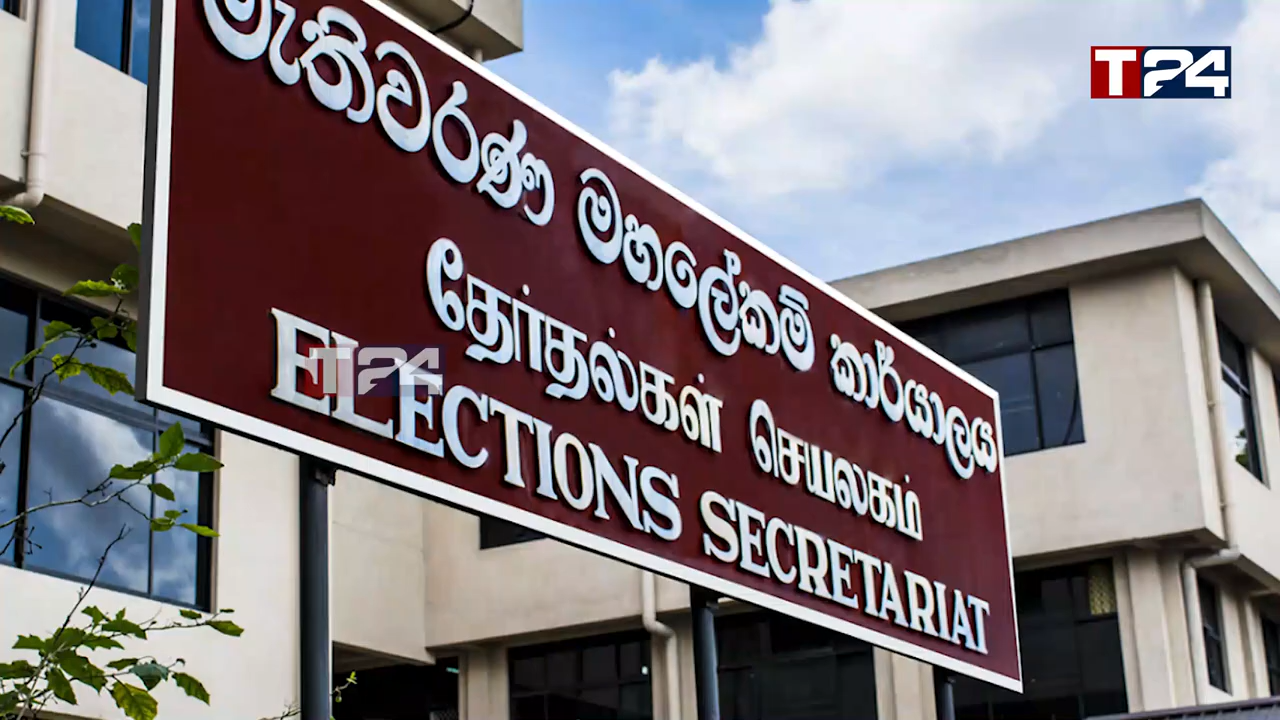 T24
මැතිවරණ මහලේකම් කාර්යාලය
தேர்தல்கள் செயலகம்
T24
ELECTIONS SECRETARIAT